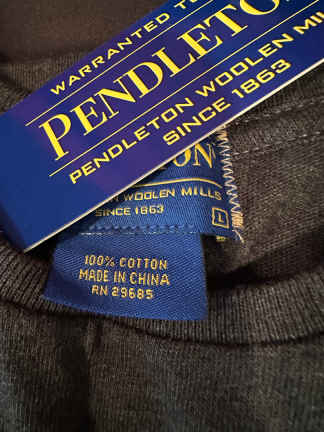 WARRANTED TO
PENDLETON
PENDLETON WOOLEN MILLS
SINCE 1863
TON
WOOLEN MILLS
SINCE 1863
L
100% COTTON
MADE IN CHINA
RN 29685